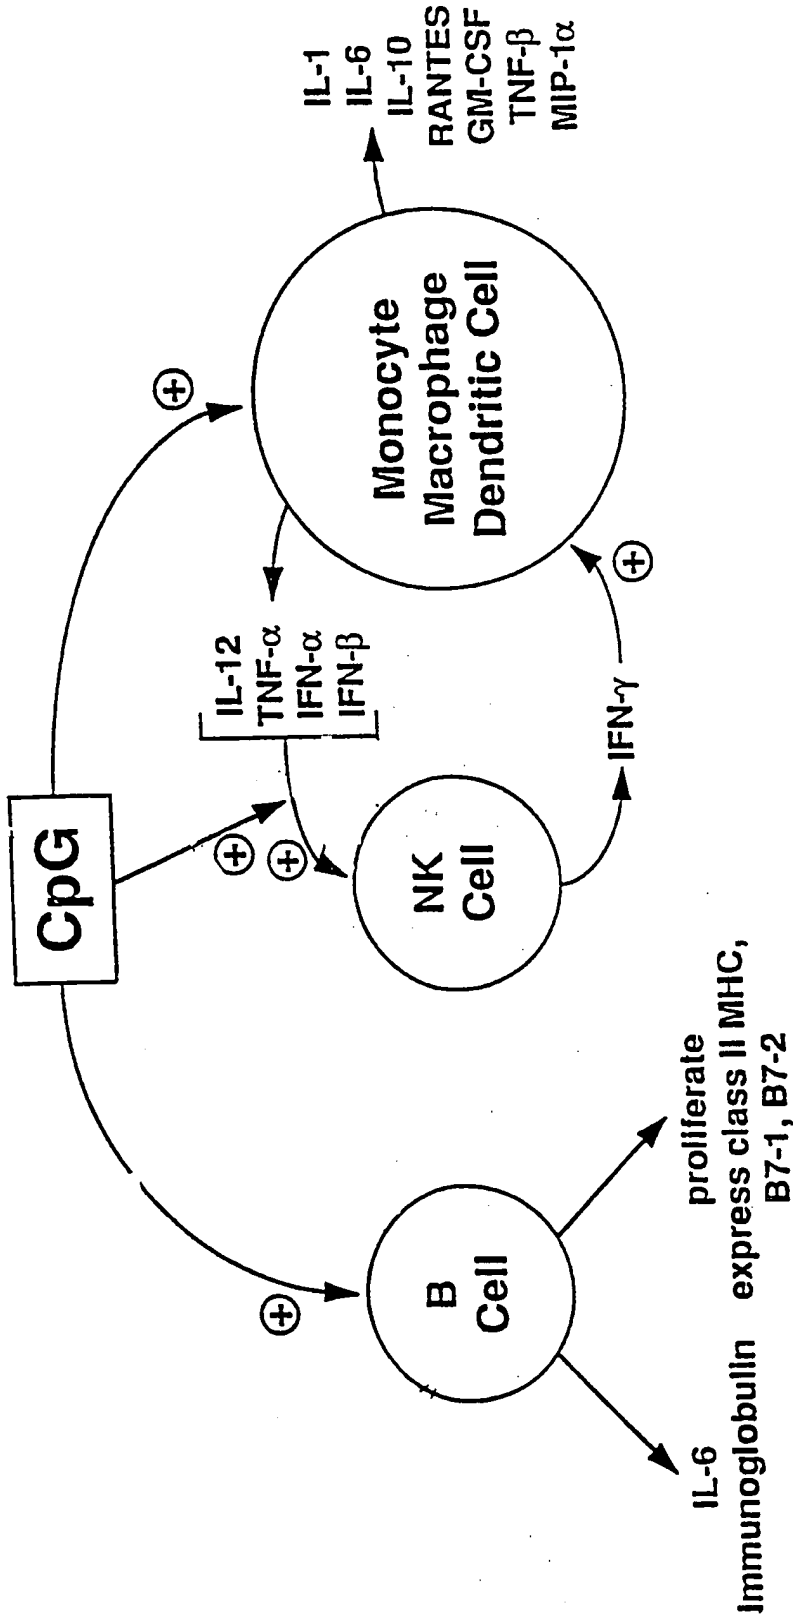 CpG
⊕
⊕
⊕
⊕
IL-12
TNF-α
IFN-α
IFN-β
B
Cell
NK
Cell
Monocyte
Macrophage
Dendritic Cell
IL-1
IL-6
IL-10
RANTES
GM-CSF
TNF-β
MIP-1α
IFN-γ
⊕
IL-6
Immunoglobulin
proliferate
express class II MHC,
B7-1, B7-2